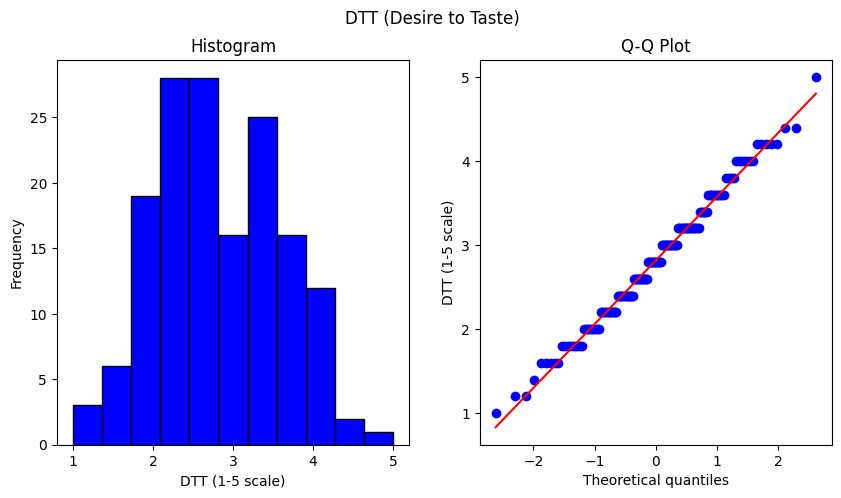 DTT (Desire to Taste)
Histogram
Frequency
25
20
15
10
5
0
1 2 3 4 5
DTT (1-5 scale)
Q-Q Plot
DTT (1-5 scale)
5
4
3
2
1
−2 −1 0 1 2
Theoretical quantiles